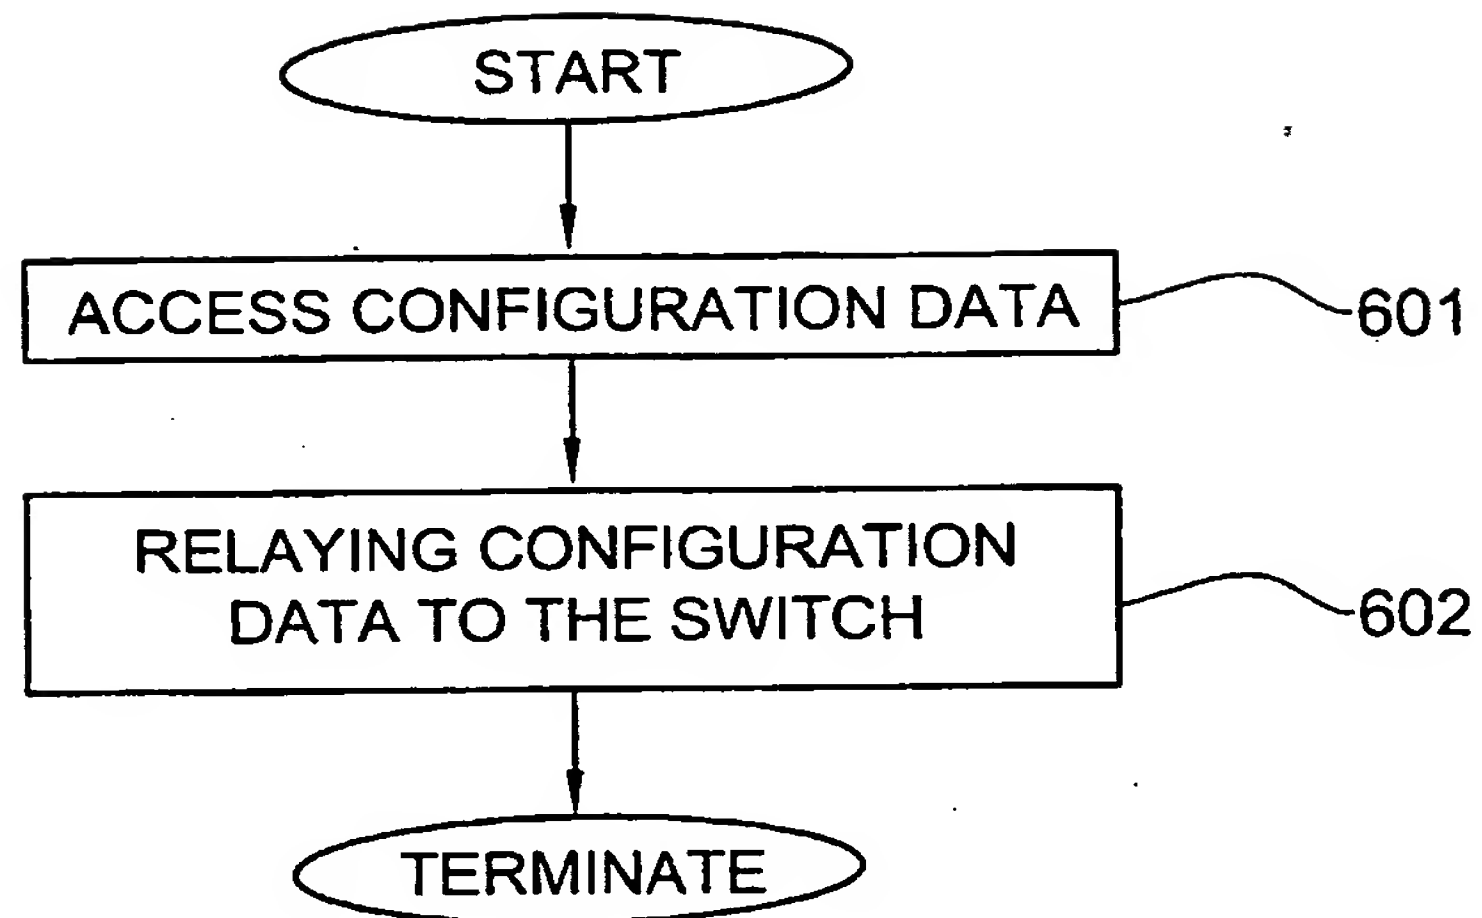 START
ACCESS CONFIGURATION DATA
601
RELAYING CONFIGURATION
DATA TO THE SWITCH
602
TERMINATE